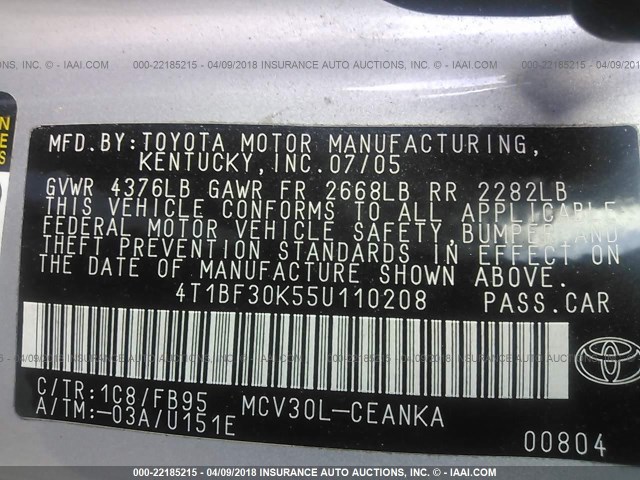 000-22185215 - 04/09/2018 INSURANCE AUTO AUCTIONS, INC. - IAAI.COM
MFD.BY:TOYOTA MOTOR MANUFACTURING,
KENTUCKY,INC.07/05
GVWR 4376LB GAWR FR 2668LB RR 2282LB
THIS VEHICLE CONFORMS TO ALL APPLICABLE
FEDERAL MOTOR VEHICLE SAFETY,BUMPER,AND
THEFT PREVENTION STANDARDS IN EFFECT ON
THE DATE OF MANUFACTURE SHOWN ABOVE.
4T1BF30K55U110208 PASS.CAR
C/TR:1C8/FB95 MCV30L-CEANKA
A/TM:-03A/U151E
00804
TOYOTA
000-22185215 - 04/09/2018 INSURANCE AUTO AUCTIONS, INC. - IAAI.COM